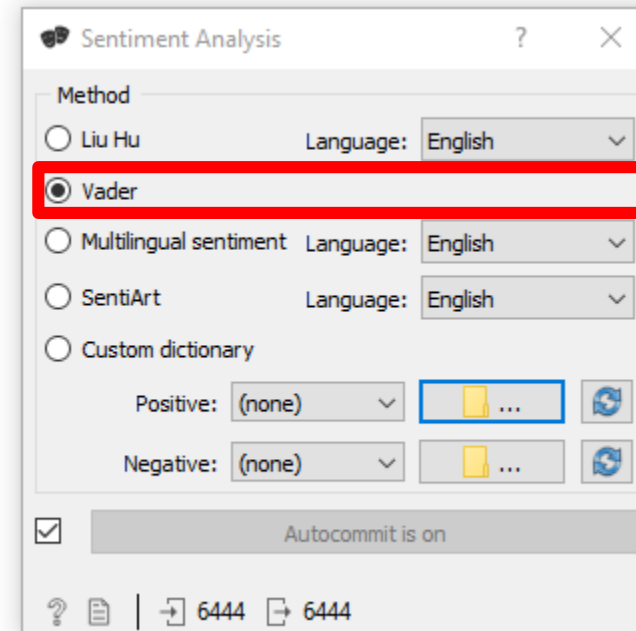 Sentiment Analysis ?
Method
Liu Hu Language: English
Vader
Multilingual sentiment Language: English
SentiArt Language: English
Custom dictionary
Positive: (none) ...
Negative: (none) ...
Autocommit is on
? 6444 6444